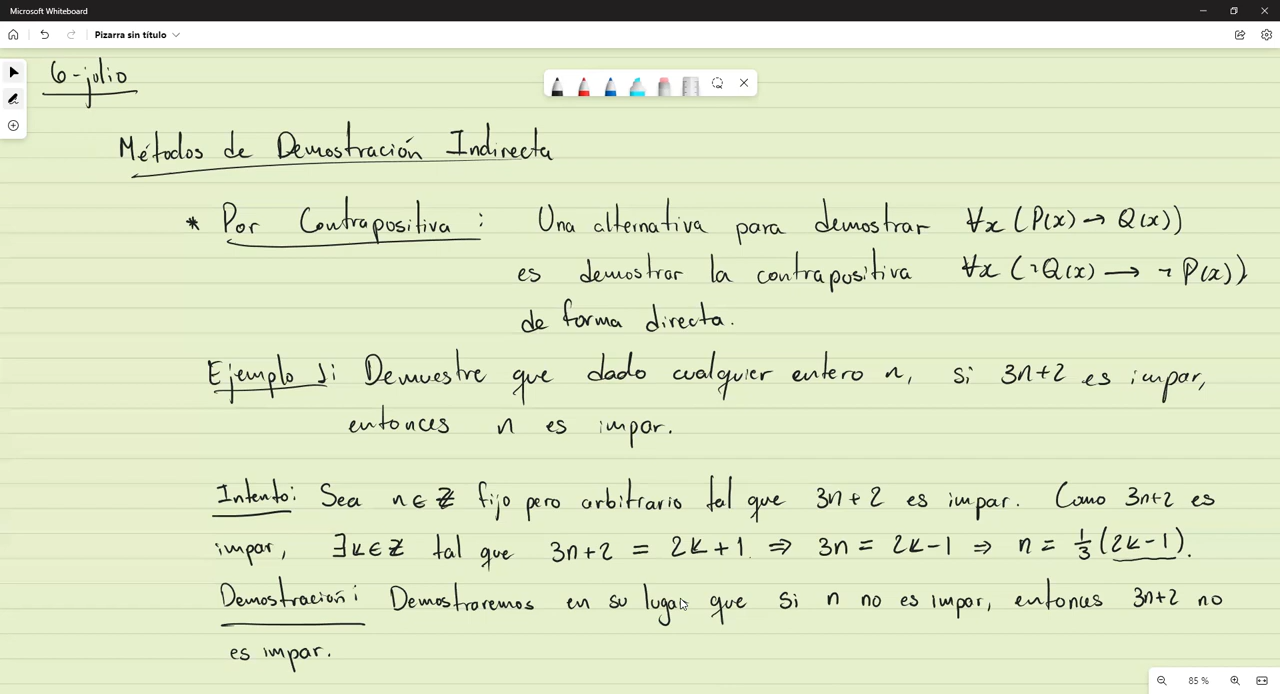 Microsoft Whiteboard
Pizarra sin título
6-julio
Métodos de Demostración Indirecta
* Por Contrapositiva: Una alternativa para demostrar ∀x (P(x) → Q(x))
es demostrar la contrapositiva ∀x (¬Q(x) → ¬P(x))
de forma directa.
Ejemplo 1: Demuestre que dado cualquier entero n, si 3n+2 es impar,
entonces n es impar.
Intento: Sea n ∈ ℤ fijo pero arbitrario tal que 3n+2 es impar. Como 3n+2 es
impar, ∃k∈ℤ tal que 3n+2 = 2k+1 ⇒ 3n = 2k-1 ⇒ n = 1/3 (2k-1).
Demostración: Demostraremos en su lugar que si n no es impar, entonces 3n+2 no
es impar.
85 %